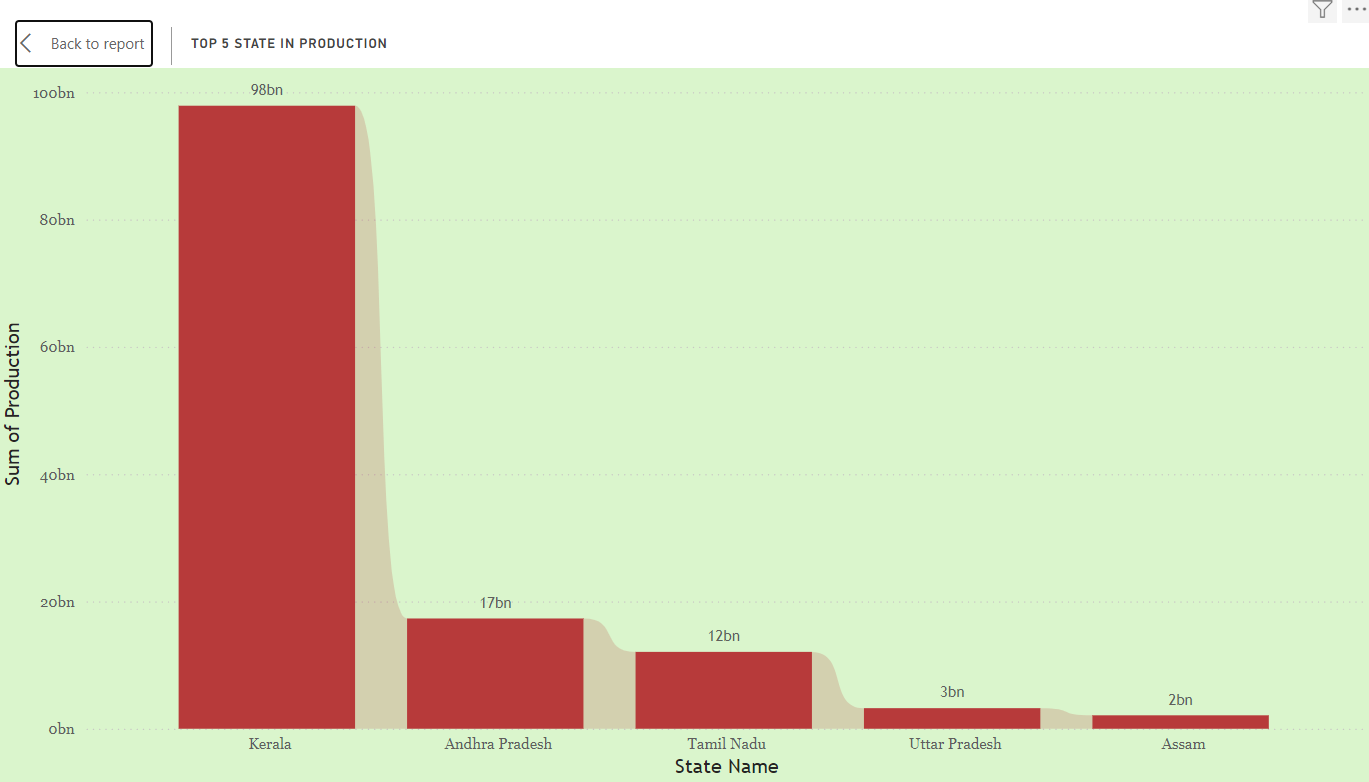 Back to report
TOP 5 STATE IN PRODUCTION
Sum of Production
100bn
80bn
60bn
40bn
20bn
0bn
98bn
17bn
12bn
3bn
2bn
Kerala
Andhra Pradesh
Tamil Nadu
Uttar Pradesh
Assam
State Name